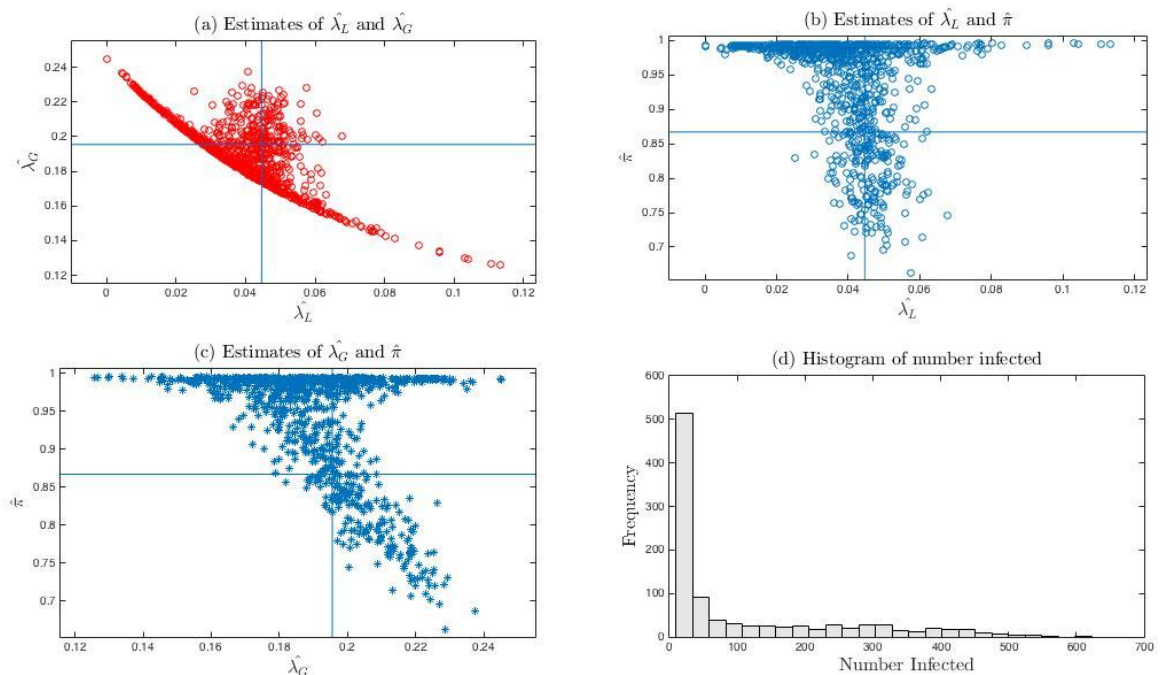 (a) Estimates of λ̂_L and λ̂_G
0.24
0.22
0.2
0.18
0.16
0.14
0.12
λ̂_G
0 0.02 0.04 0.06 0.08 0.1 0.12
λ̂_L
(b) Estimates of λ̂_L and π̂
1
0.95
0.9
0.85
0.8
0.75
0.7
π̂
0 0.02 0.04 0.06 0.08 0.1 0.12
λ̂_L
(c) Estimates of λ̂_G and π̂
1
0.95
0.9
0.85
0.8
0.75
0.7
π̂
0.12 0.14 0.16 0.18 0.2 0.22 0.24
λ̂_G
(d) Histogram of number infected
600
500
400
300
200
100
0
Frequency
0 100 200 300 400 500 600 700
Number Infected